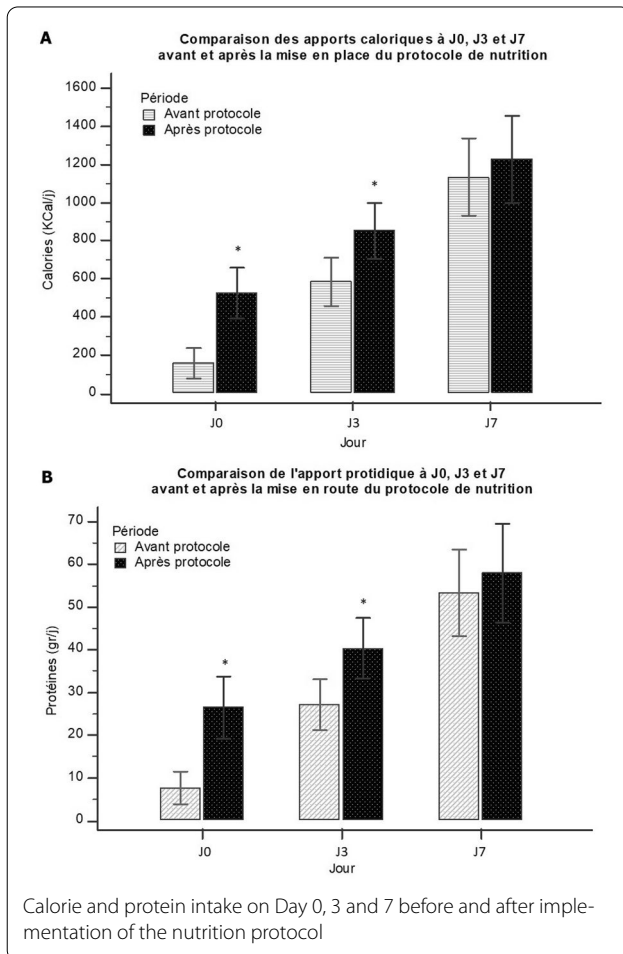 A
Comparaison des apports caloriques à J0, J3 et J7
avant et après la mise en place du protocole de nutrition
1600
1400
1200
1000
800
600
400
200
0
Calories (KCal/j)
Période
Avant protocole
Après protocole
*
*
J0
J3
J7
Jour
B
Comparaison de l'apport protidique à J0, J3 et J7
avant et après la mise en route du protocole de nutrition
70
60
50
40
30
20
10
0
Protéines (gr/j)
Période
Avant protocole
Après protocole
*
*
J0
J3
J7
Jour
Calorie and protein intake on Day 0, 3 and 7 before and after imple-
mentation of the nutrition protocol